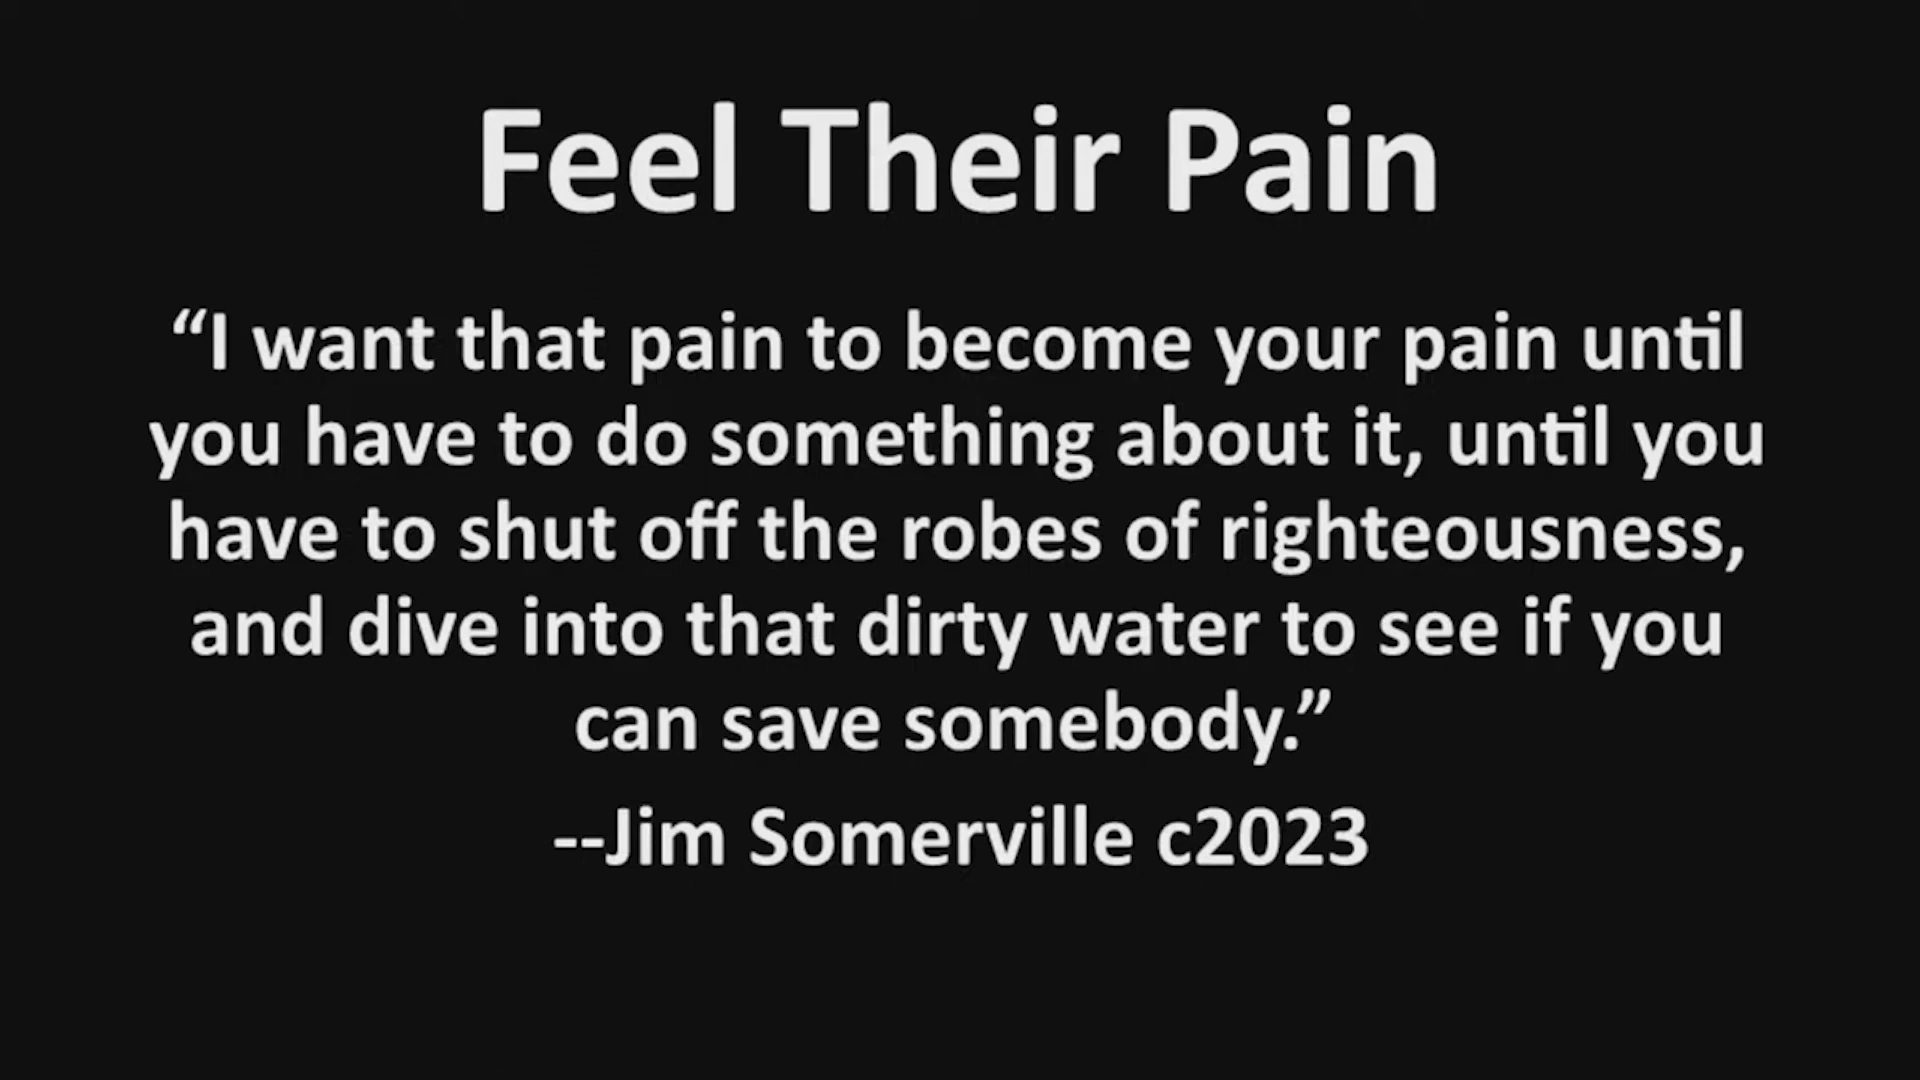 Feel Their Pain
“I want that pain to become your pain until
you have to do something about it, until you
have to shut off the robes of righteousness,
and dive into that dirty water to see if you
can save somebody.”
--Jim Somerville c2023